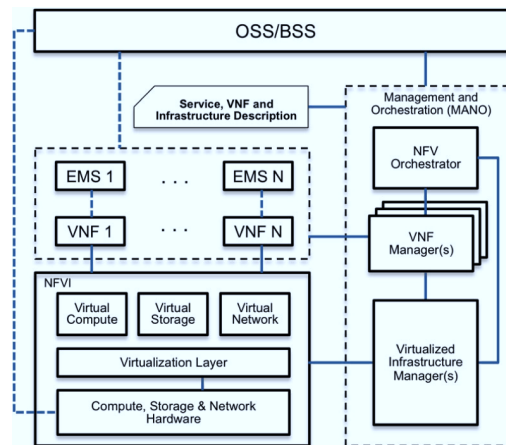 OSS/BSS
Service, VNF and
Infrastructure Description
Management and
Orchestration (MANO)
NFV
Orchestrator
EMS 1
. . .
EMS N
VNF 1
. . .
VNF N
VNF
Manager(s)
NFVI
Virtual
Compute
Virtual
Storage
Virtual
Network
Virtualization Layer
Compute, Storage & Network
Hardware
Virtualized
Infrastructure
Manager(s)